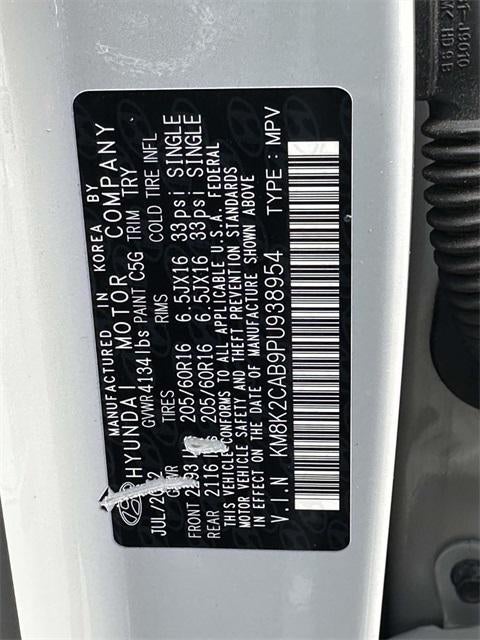 MANUFACTURED IN KOREA BY
HYUNDAI MOTOR COMPANY
GVWR 4134 lbs PAINT C5G TRIM TRY
TIRES RIMS COLD TIRE INFL
FRONT 205/60R16 6.5JX16 33psi SINGLE
REAR 2116 205/60R16 6.5JX16 33psi SINGLE
THIS VEHICLE CONFORMS TO ALL APPLICABLE U.S.A. FEDERAL
MOTOR VEHICLE SAFETY AND THEFT PREVENTION STANDARDS
IN EFFECT ON THE DATE OF MANUFACTURE SHOWN ABOVE
V.I.N KM8K2CAB9PU938954 TYPE : MPV